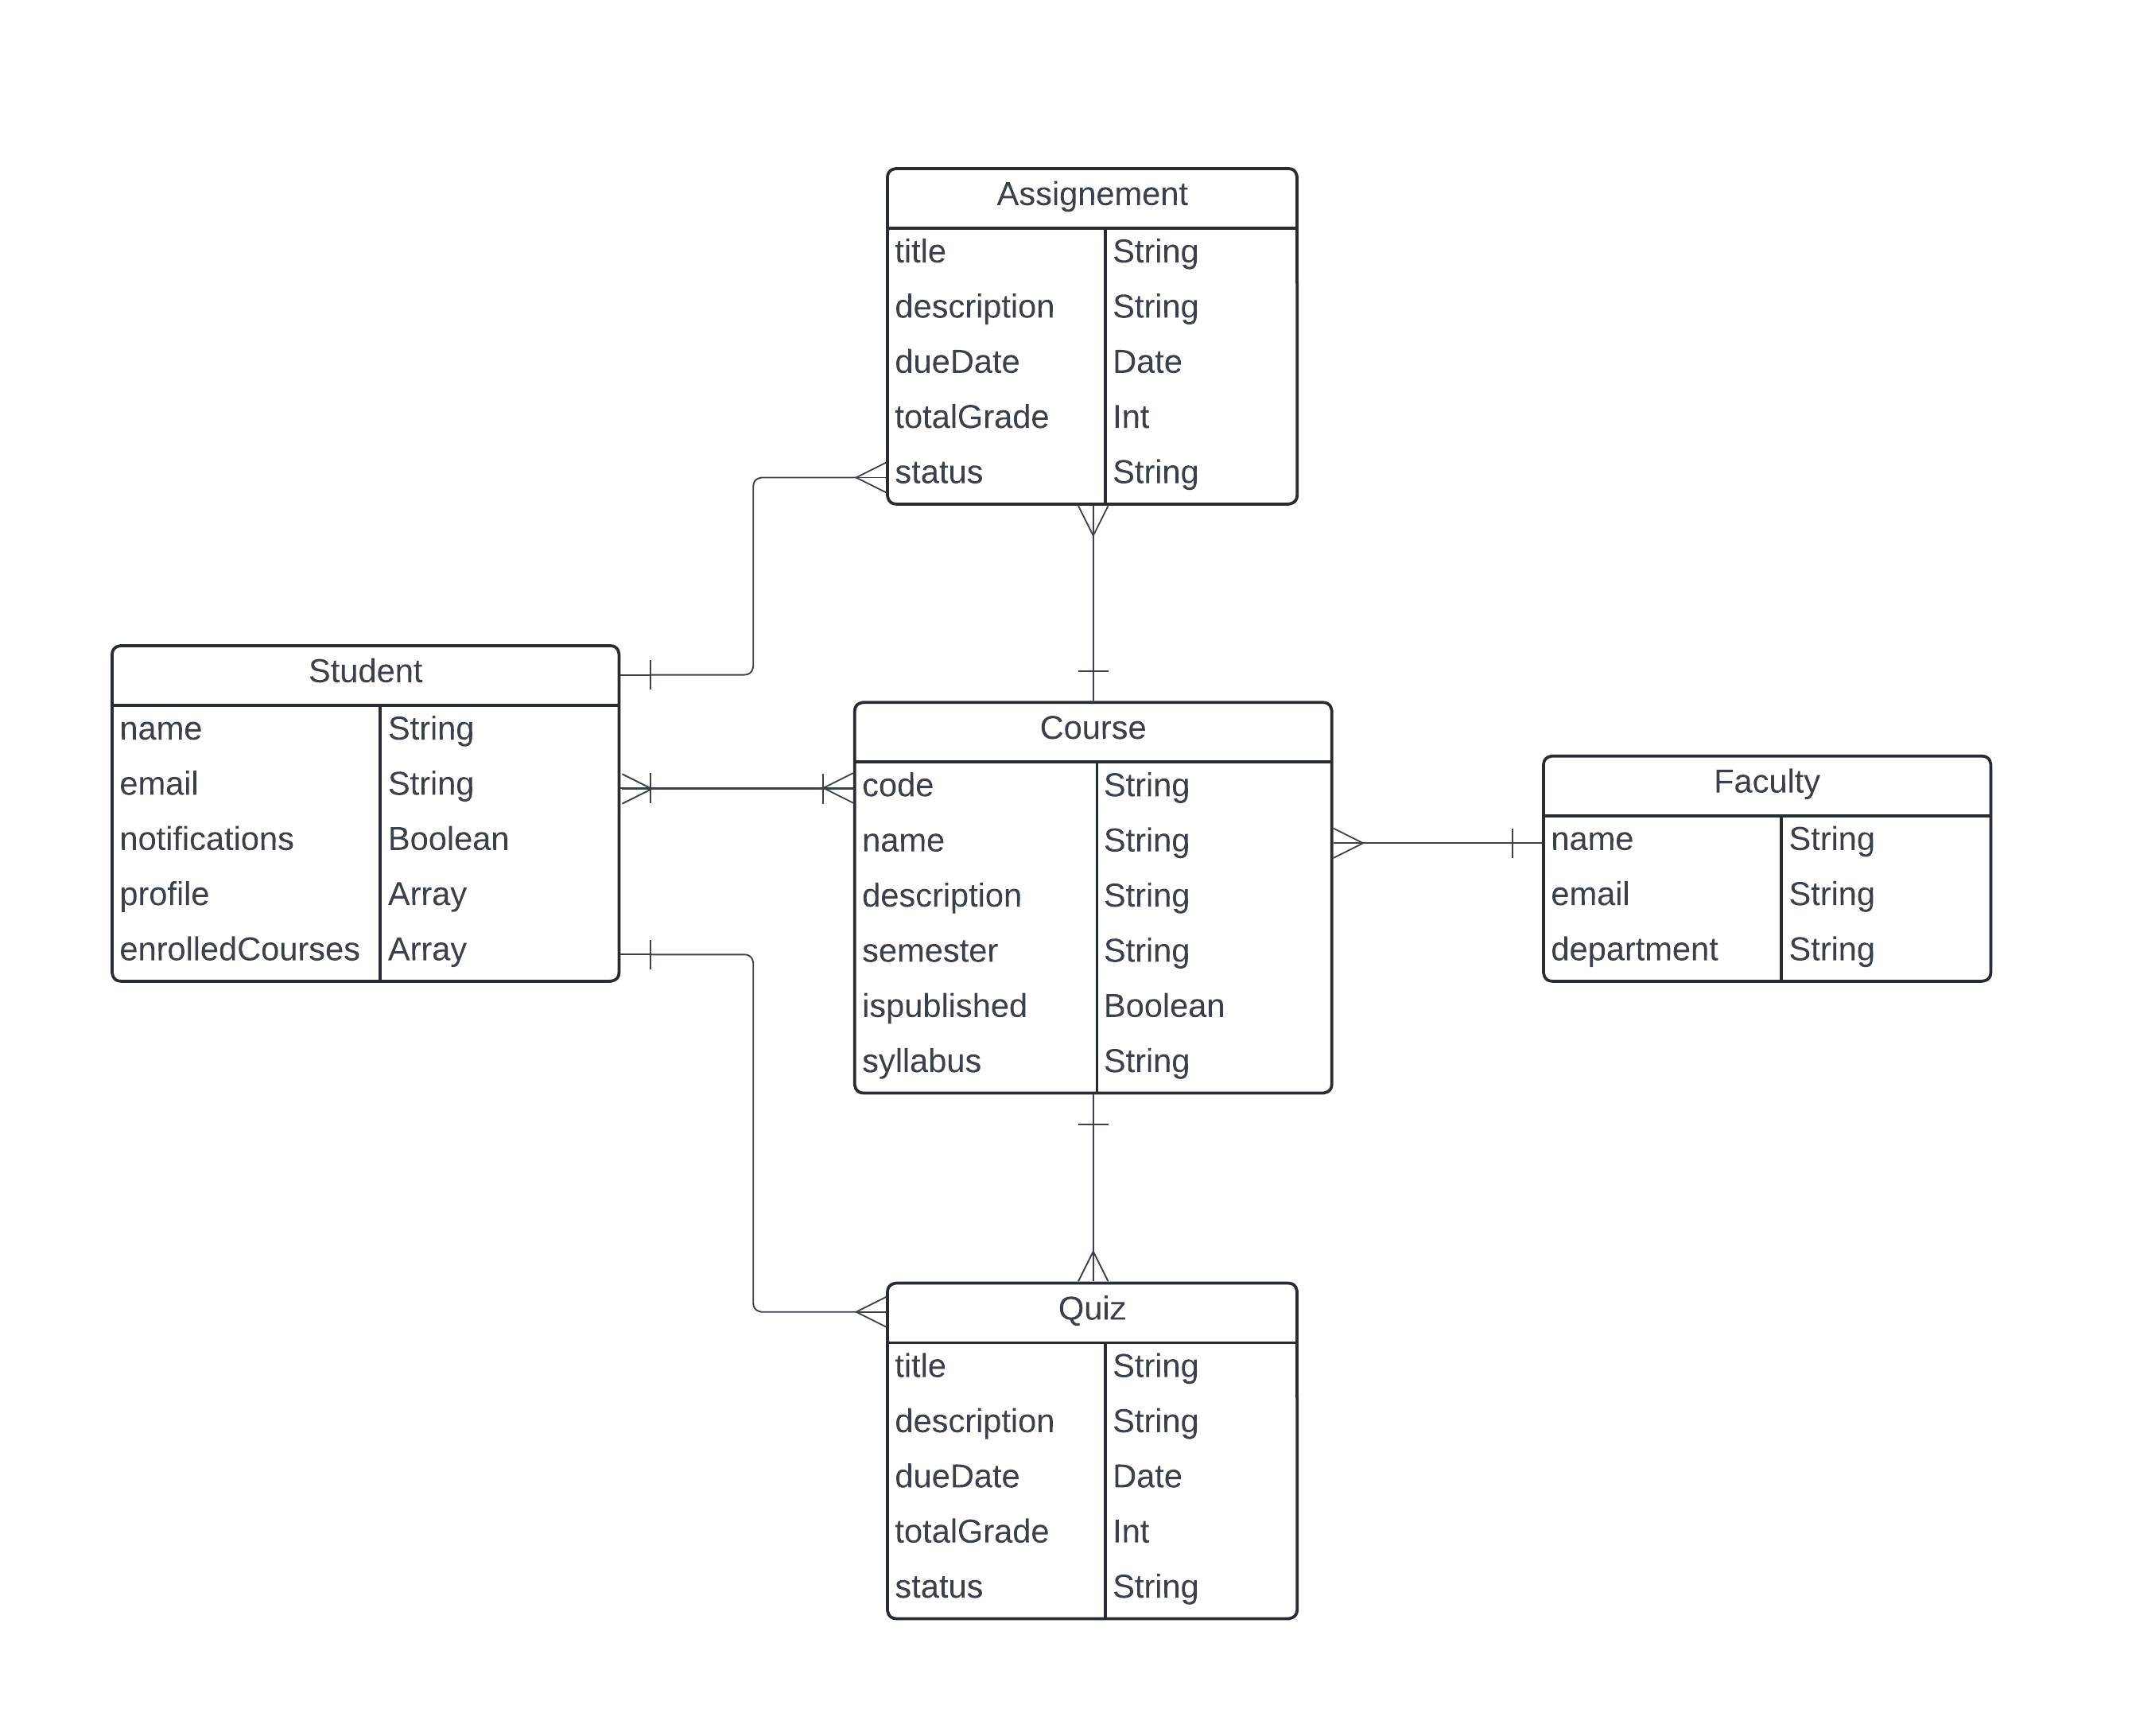 Assignement
title String
description String
dueDate Date
totalGrade Int
status String
Student
name String
email String
notifications Boolean
profile Array
enrolledCourses Array
Course
code String
name String
description String
semester String
ispublished Boolean
syllabus String
Faculty
name String
email String
department String
Quiz
title String
description String
dueDate Date
totalGrade Int
status String